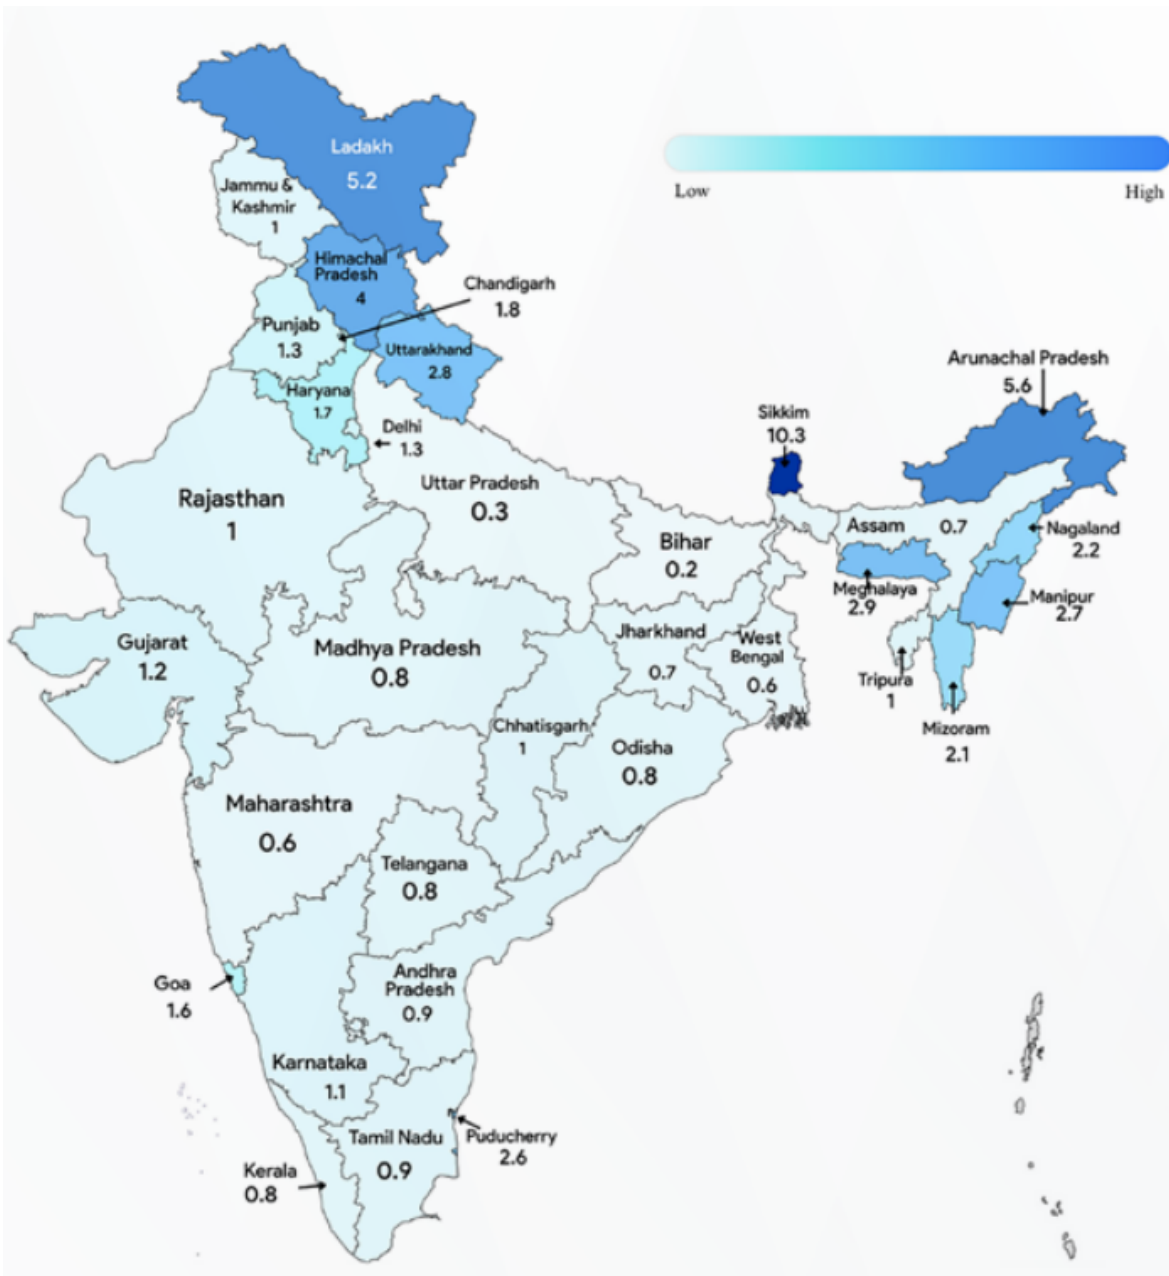 Ladakh
5.2
Low
High
Jammu &
Kashmir
1
Himachal
Pradesh
4
Chandigarh
1.8
Punjab
1.3
Uttarakhand
2.8
Haryana
1.7
Delhi
1.3
Arunachal Pradesh
5.6
Sikkim
10.3
Rajasthan
1
Uttar Pradesh
0.3
Bihar
0.2
Assam 0.7
Nagaland
2.2
Meghalaya
2.9
Manipur
2.7
Gujarat
1.2
Madhya Pradesh
0.8
Jharkhand
0.7
West
Bengal
0.6
Tripura
1
Mizoram
2.1
Chhatisgarh
1
Odisha
0.8
Maharashtra
0.6
Telangana
0.8
Goa
1.6
Andhra
Pradesh
0.9
Karnataka
1.1
Tamil Nadu
0.9
Puducherry
2.6
Kerala
0.8